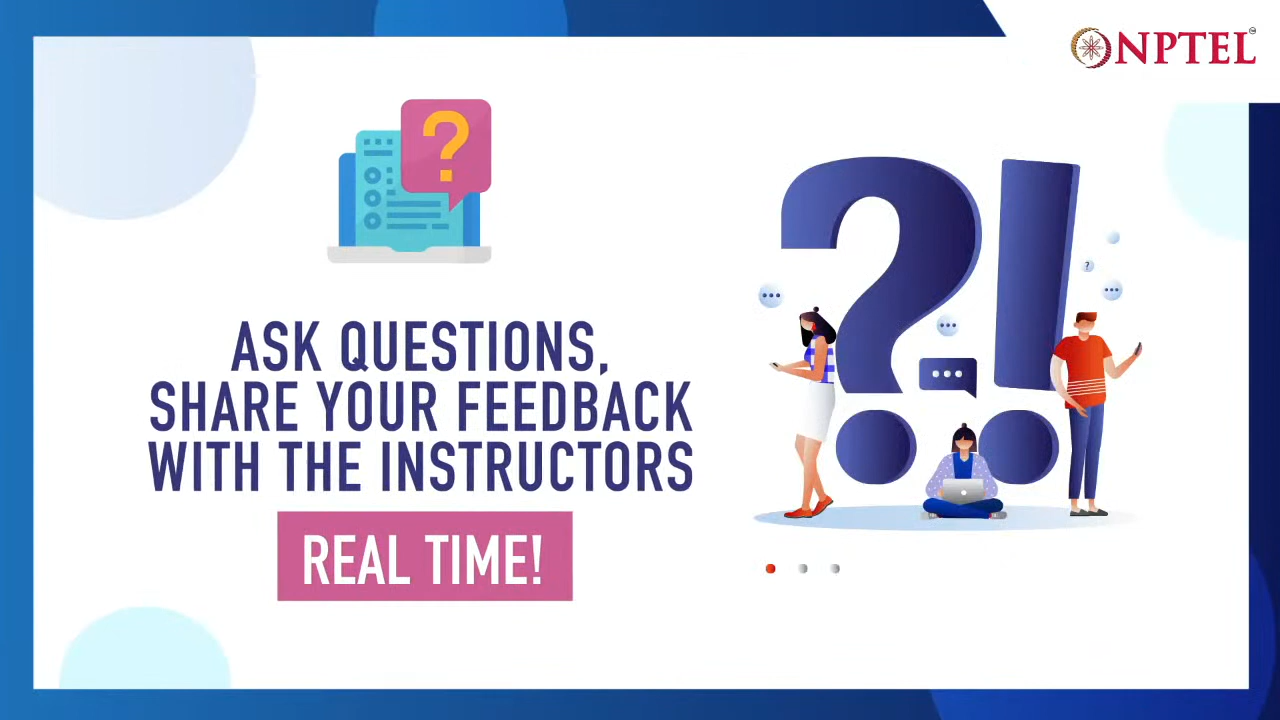 NPTEL
?
ASK QUESTIONS,
SHARE YOUR FEEDBACK
WITH THE INSTRUCTORS
REAL TIME!
?!
?